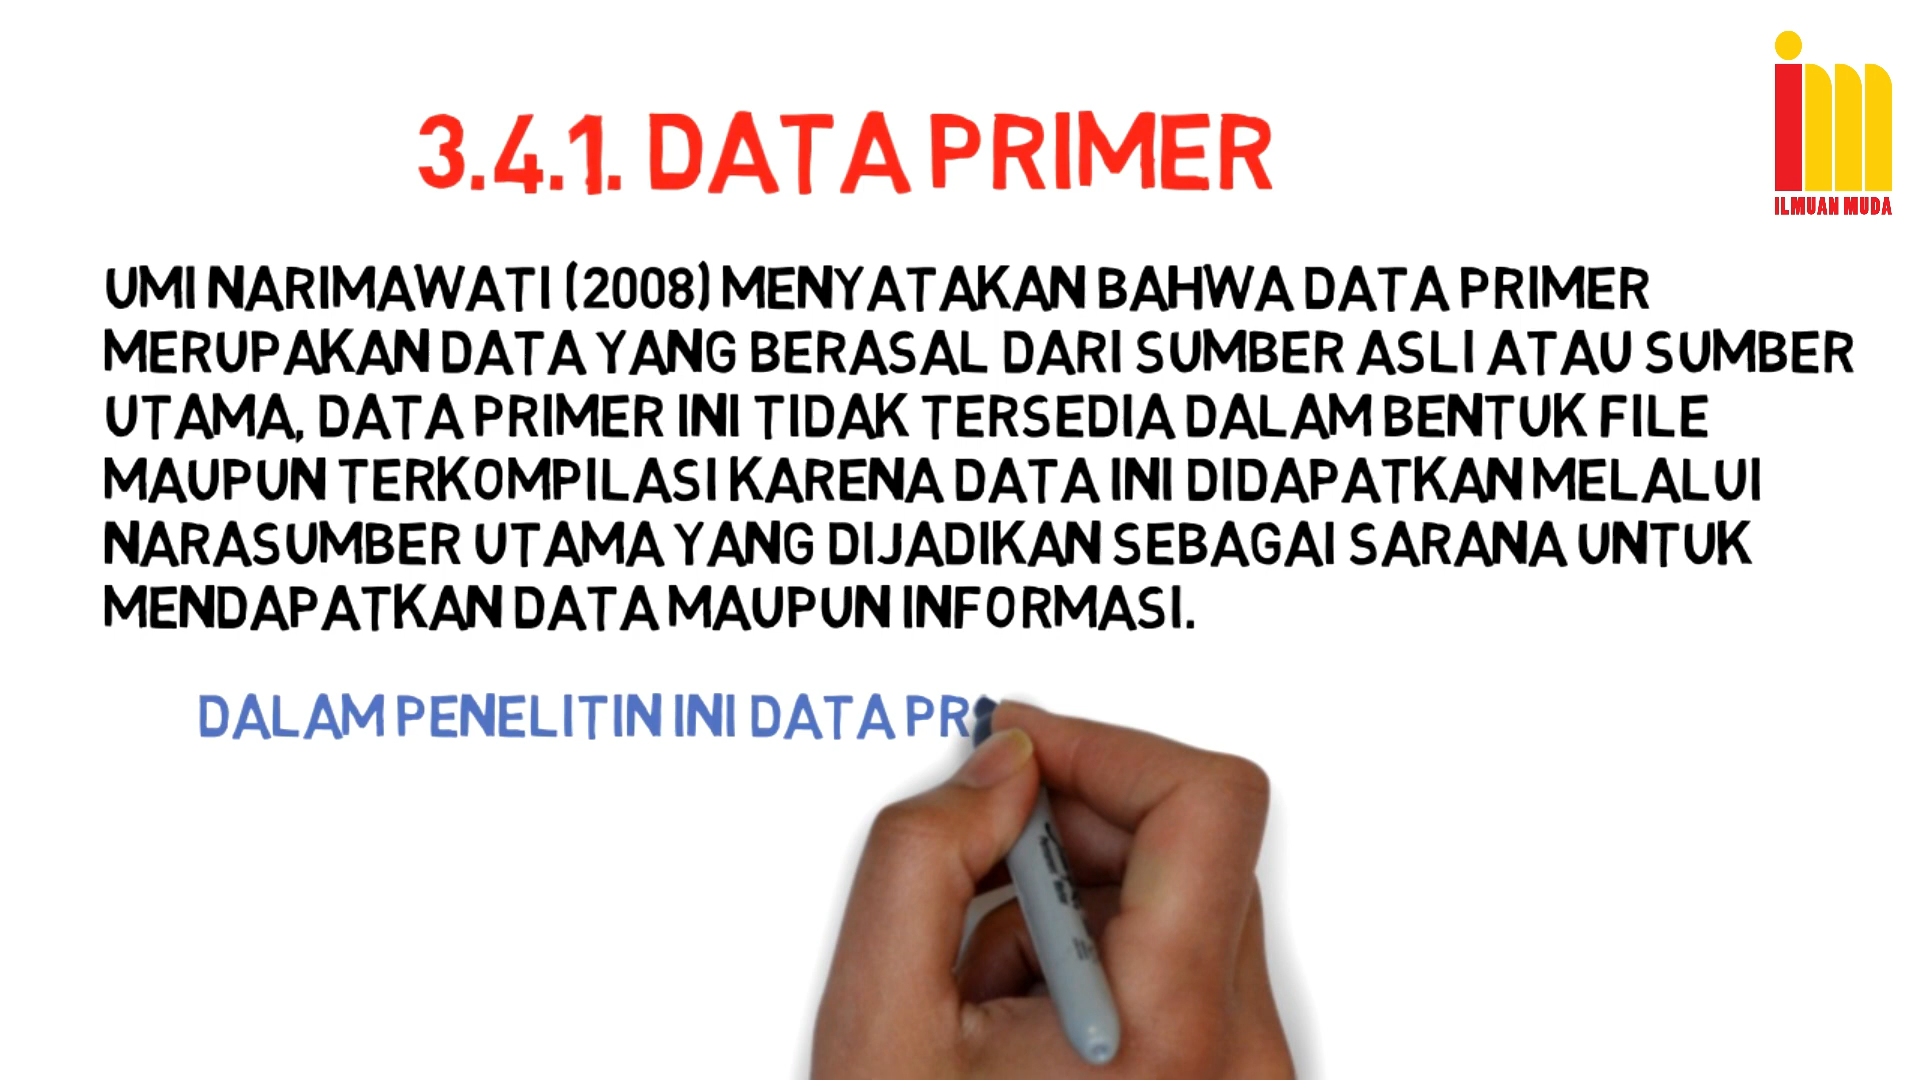 3.4.1. DATA PRIMER
ILMUAN MUDA
UMI NARIMAWATI (2008) MENYATAKAN BAHWA DATA PRIMER
MERUPAKAN DATA YANG BERASAL DARI SUMBER ASLI ATAU SUMBER
UTAMA, DATA PRIMER INI TIDAK TERSEDIA DALAM BENTUK FILE
MAUPUN TERKOMPILASI KARENA DATA INI DIDAPATKAN MELALUI
NARASUMBER UTAMA YANG DIJADIKAN SEBAGAI SARANA UNTUK
MENDAPATKAN DATA MAUPUN INFORMASI.
DALAM PENELITIN INI DATA PR